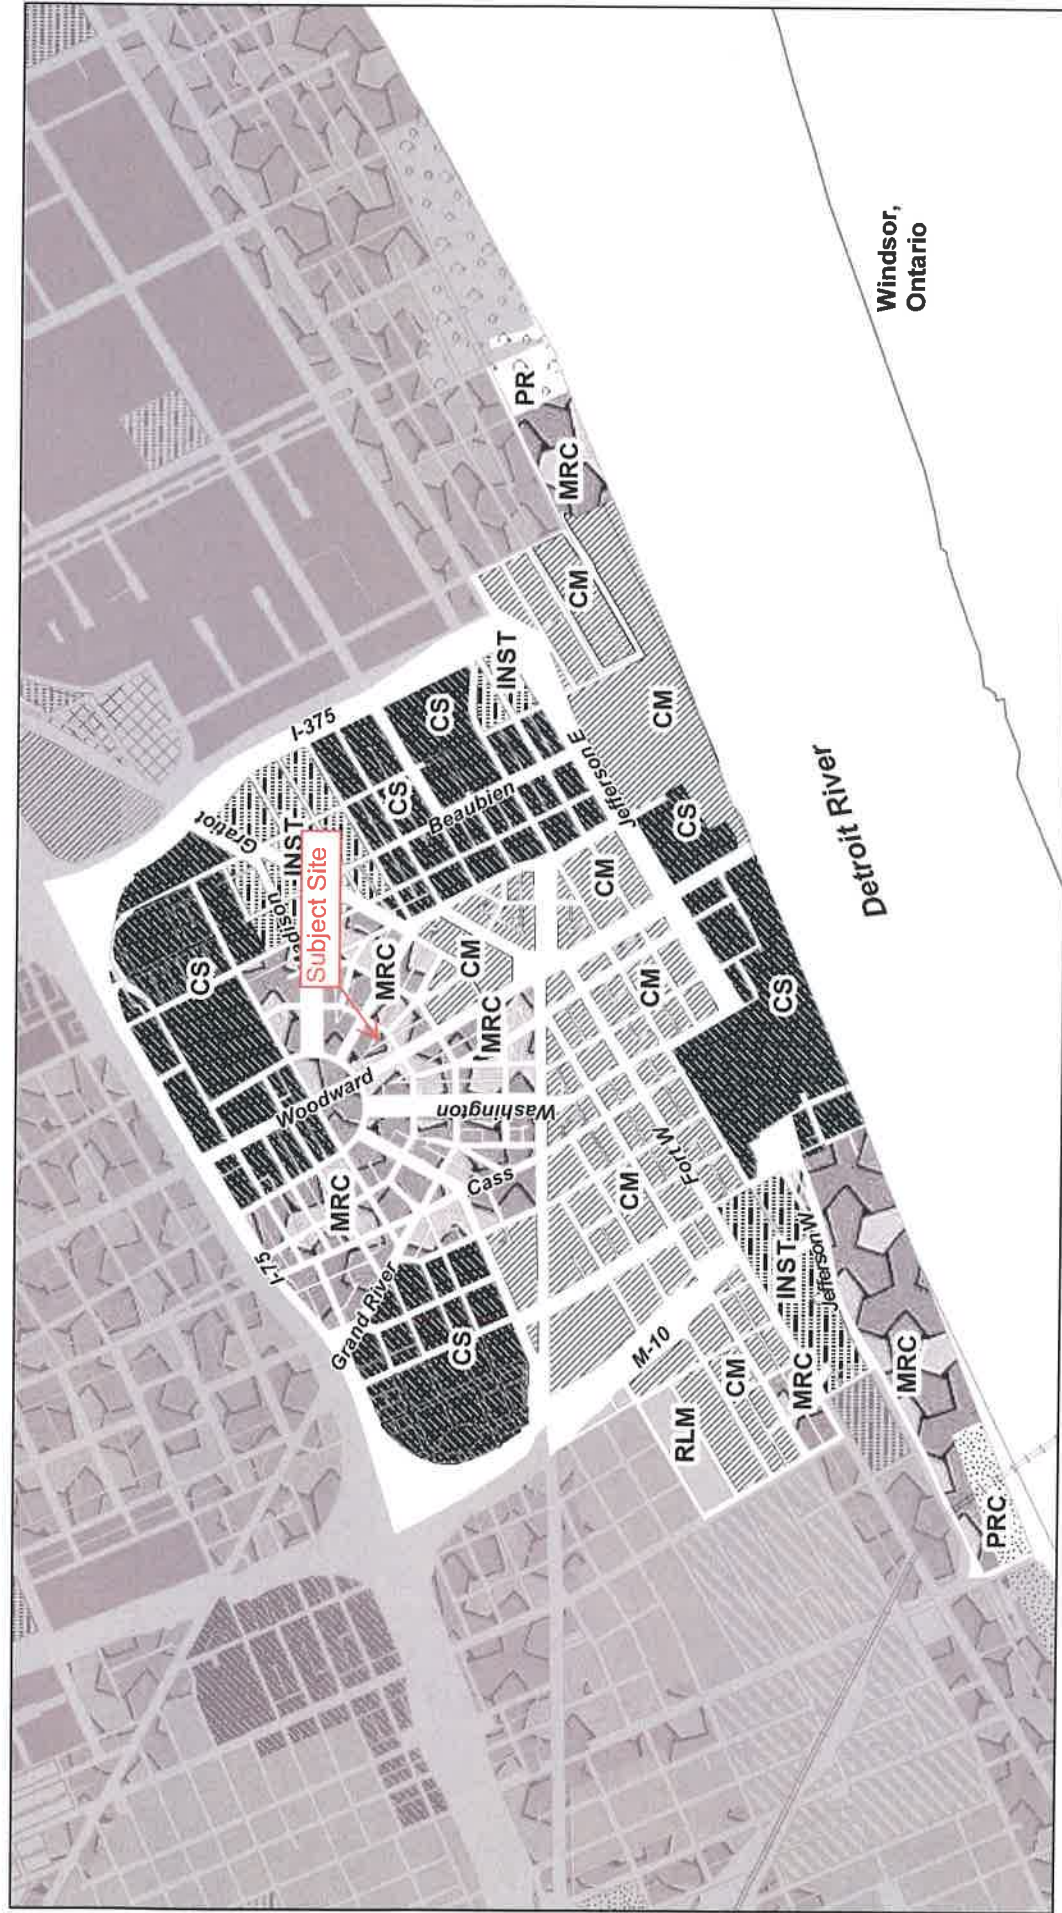 Windsor,
Ontario
PR
MRC
CM
INST
CM
I-375
CS
CS
Beaubien
Jefferson E
Gratiot
INST
CS
CM
Subject Site
CS
MRC
CM
MRC
CM
CS
Detroit River
Woodward
Washington
MRC
Cass
CM
Fort W
I-75
Grand River
CS
INST
Jefferson W
M-10
CM
MRC
MRC
RLM
PRC